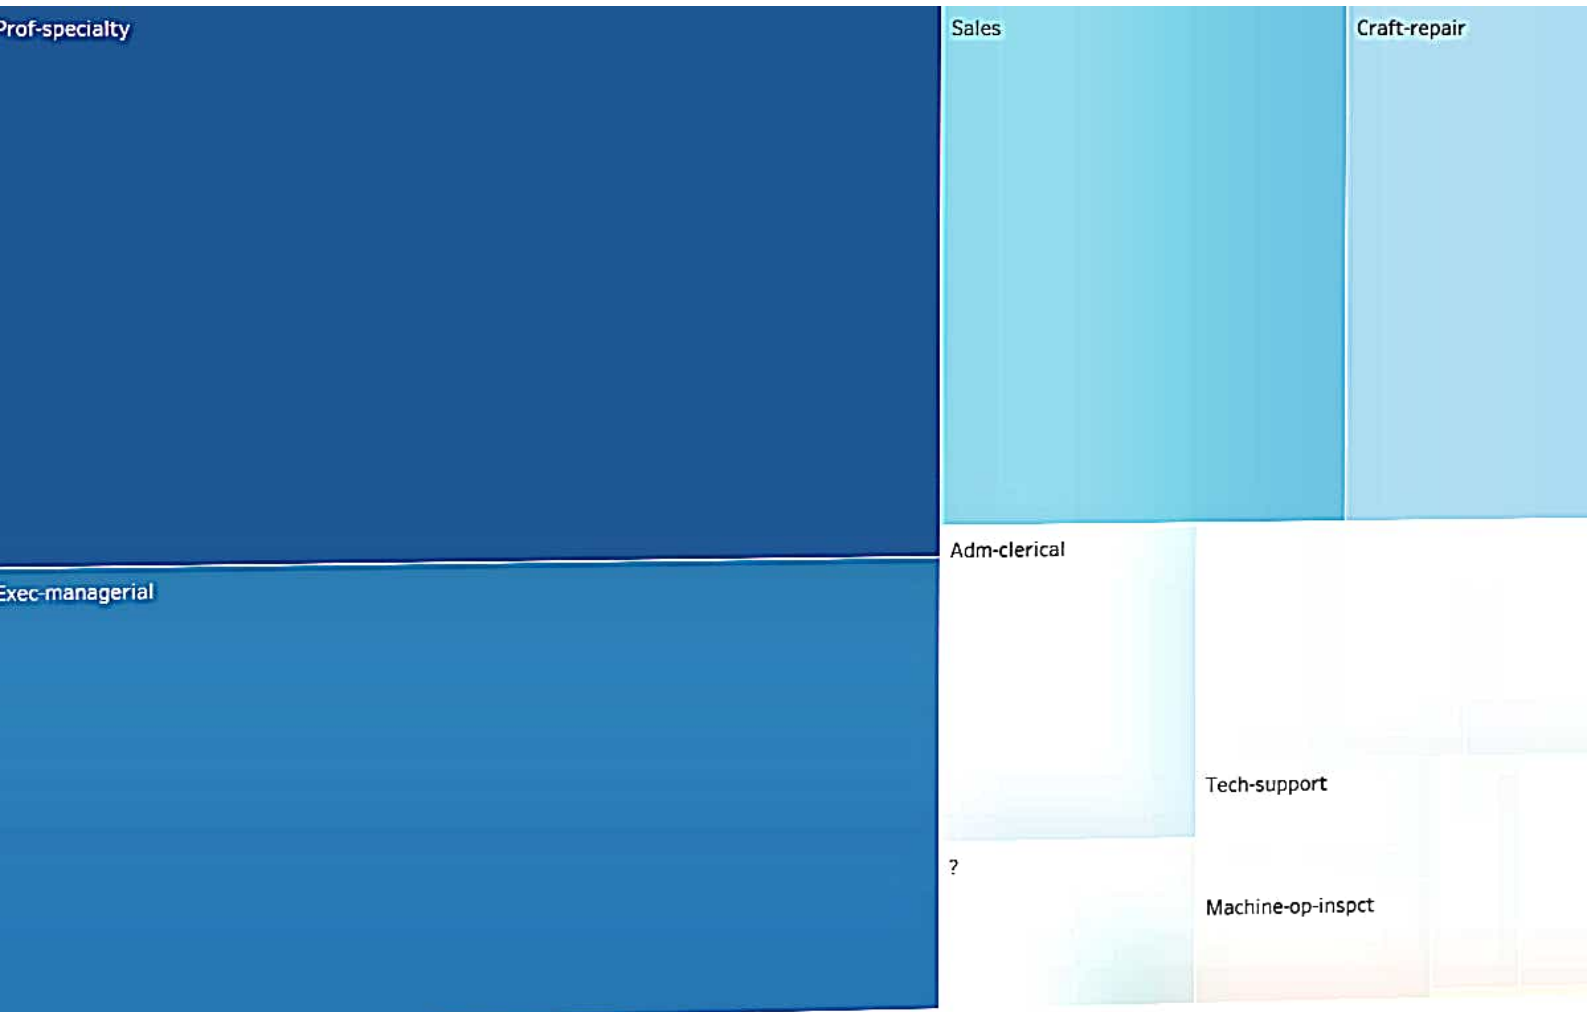 Prof-specialty
Sales
Craft-repair
Exec-managerial
Adm-clerical
Tech-support
?
Machine-op-inspct